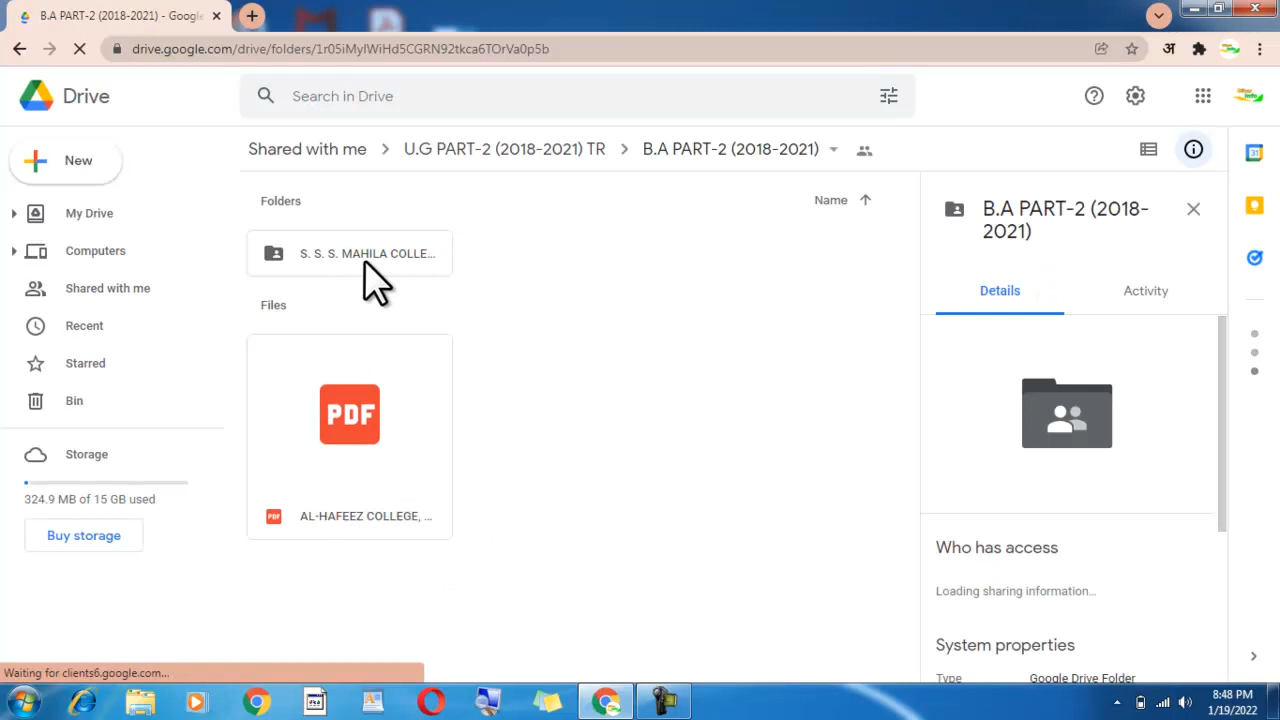 B.A PART-2 (2018-2021) - Google
drive.google.com/drive/folders/1r05iMyIWiHd5CGRN92tkca6TOrVa0p5b
अ
Drive
Search in Drive
New
Shared with me
U.G PART-2 (2018-2021) TR
B.A PART-2 (2018-2021)
Folders
Name
My Drive
Computers
Shared with me
Recent
Starred
Bin
Storage
324.9 MB of 15 GB used
Buy storage
S. S. S. MAHILA COLLE...
Files
PDF
PDF
AL-HAFEEZ COLLEGE, ...
B.A PART-2 (2018-
2021)
Details
Activity
Who has access
Loading sharing information...
System properties
Type
Google Drive Folder
31
Waiting for clients6.google.com...
8:48 PM
1/19/2022